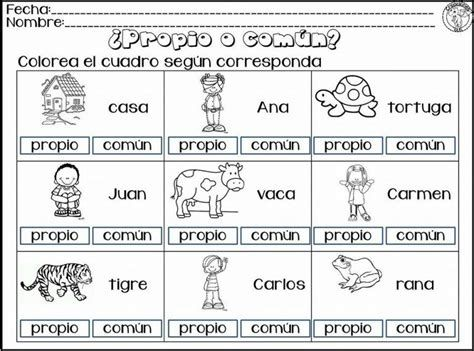 Fecha:
Nombre:
¿Propio o común?
Colorea el cuadro según corresponda
casa
Ana
tortuga
propio común propio común propio común
Juan
vaca
Carmen
propio común propio común propio común
tigre
Carlos
rana
propio común propio común propio común